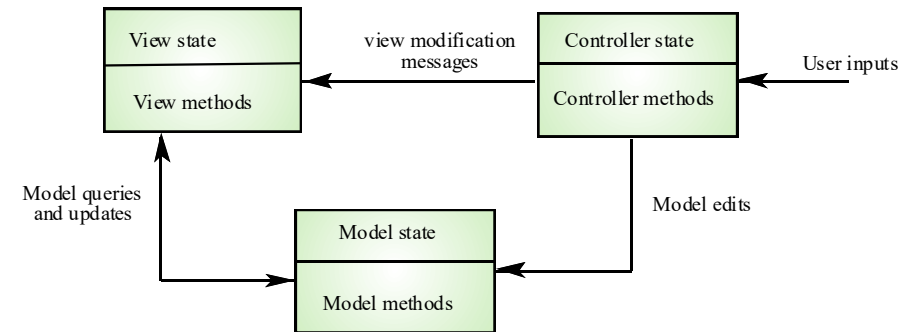 View state
View methods
view modification
messages
Controller state
Controller methods
User inputs
Model queries
and updates
Model state
Model methods
Model edits